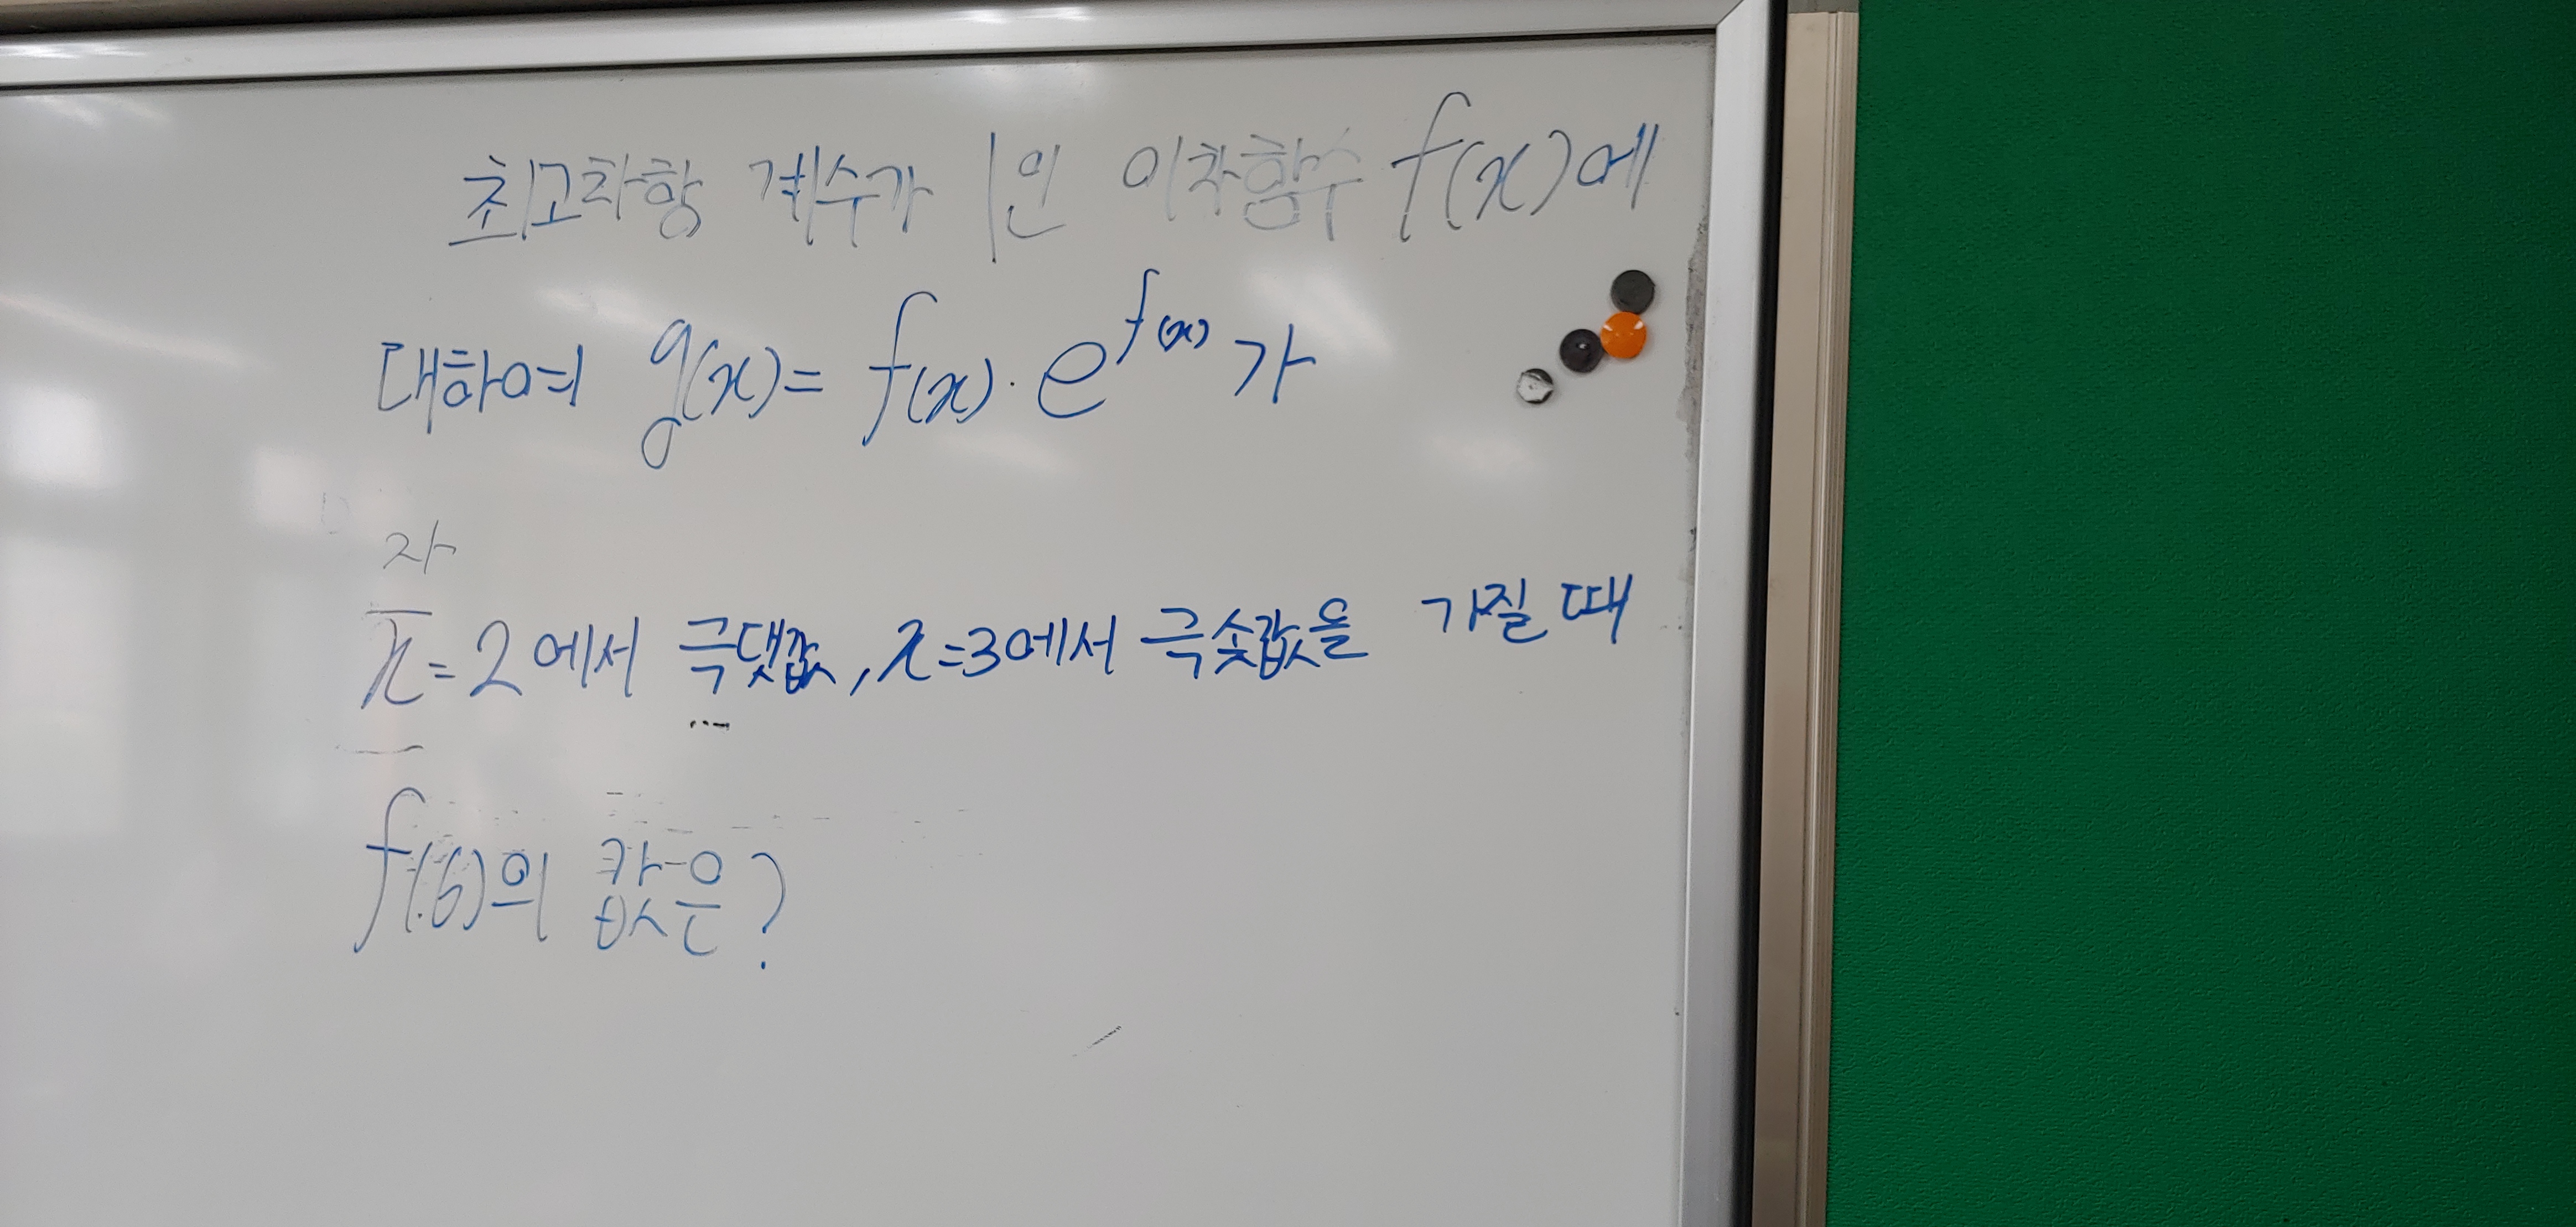 최고차항 계수가 1인 이차함수 f(x)에
대하여 g(x)= f(x)·e^f(x) 가
자
x=2에서 극댓값, x=3에서 극솟값을 가질 때
f(6)의 값은?